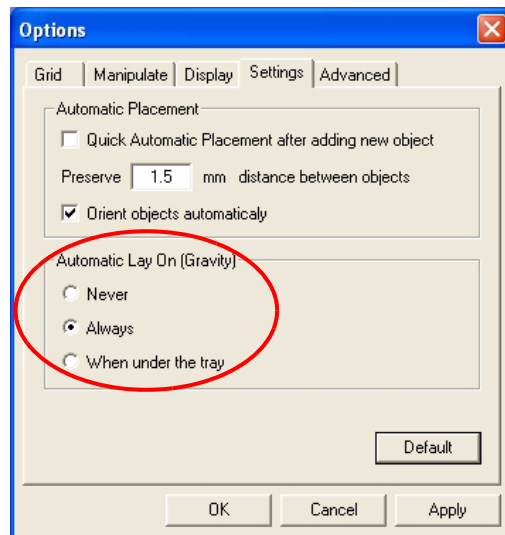 Options
Grid Manipulate Display Settings Advanced
Automatic Placement
Quick Automatic Placement after adding new object
Preserve 1.5 mm distance between objects
Orient objects automaticaly
Automatic Lay On (Gravity)
Never
Always
When under the tray
Default
OK Cancel Apply